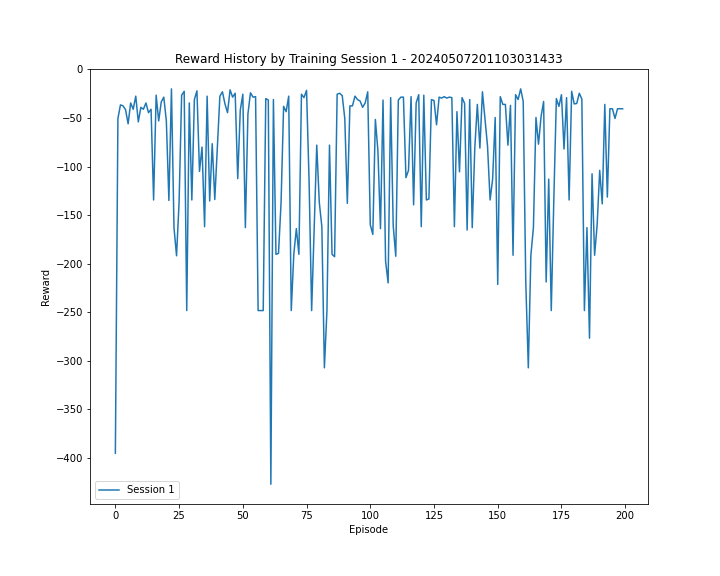 Reward History by Training Session 1 - 20240507201103031433
0
−50
−100
−150
−200
−250
−300
−350
−400
Reward
Session 1
0 25 50 75 100 125 150 175 200
Episode